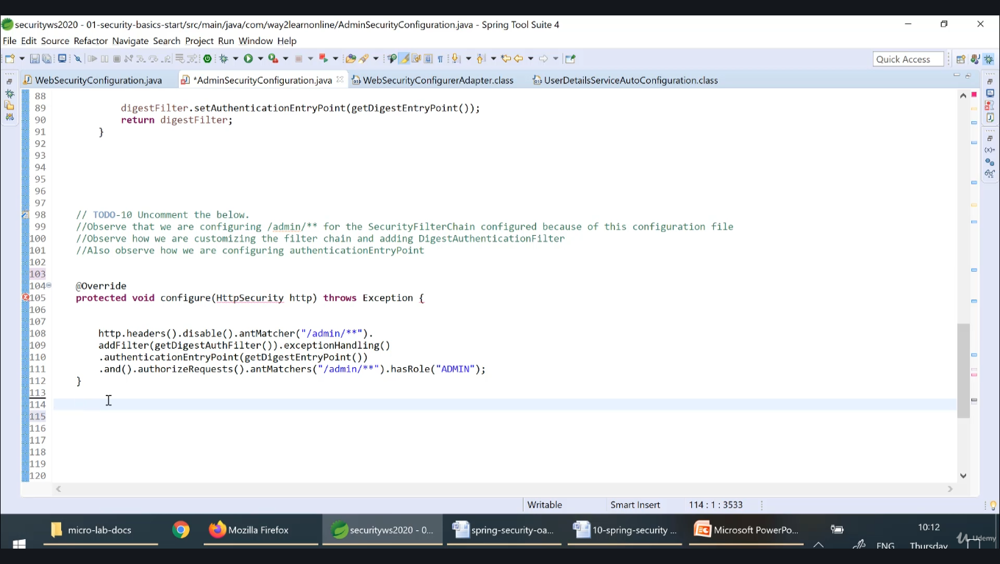 securityws2020 - 01-security-basics-start/src/main/java/com/way2learnonline/AdminSecurityConfiguration.java - Spring Tool Suite 4
File Edit Source Refactor Navigate Search Project Run Window Help
Quick Access
WebSecurityConfiguration.java
*AdminSecurityConfiguration.java
WebSecurityConfigurerAdapter.class
UserDetailsServiceAutoConfiguration.class
88
89 digestFilter.setAuthenticationEntryPoint(getDigestEntryPoint());
90 return digestFilter;
91 }
92
93
94
95
96
97
98 // TODO-10 Uncomment the below.
99 //Observe that we are configuring /admin/** for the SecurityFilterChain configured because of this configuration file
100 //Observe how we are customizing the filter chain and adding DigestAuthenticationFilter
101 //Also observe how we are configuring authenticationEntryPoint
102
103
104 @Override
105 protected void configure(HttpSecurity http) throws Exception {
106
107
108 http.headers().disable().antMatcher("/admin/**").
109 addFilter(getDigestAuthFilter()).exceptionHandling()
110 .authenticationEntryPoint(getDigestEntryPoint())
111 .and().authorizeRequests().antMatchers("/admin/**").hasRole("ADMIN");
112 }
113
114
115
116
117
118
119
120
Writable
Smart Insert
114 : 1 : 3533
micro-lab-docs
Mozilla Firefox
securityws2020 - 0...
spring-security-oa...
10-spring-security ...
Microsoft PowerPo...
ENG
10:12
Thursday
Udemy